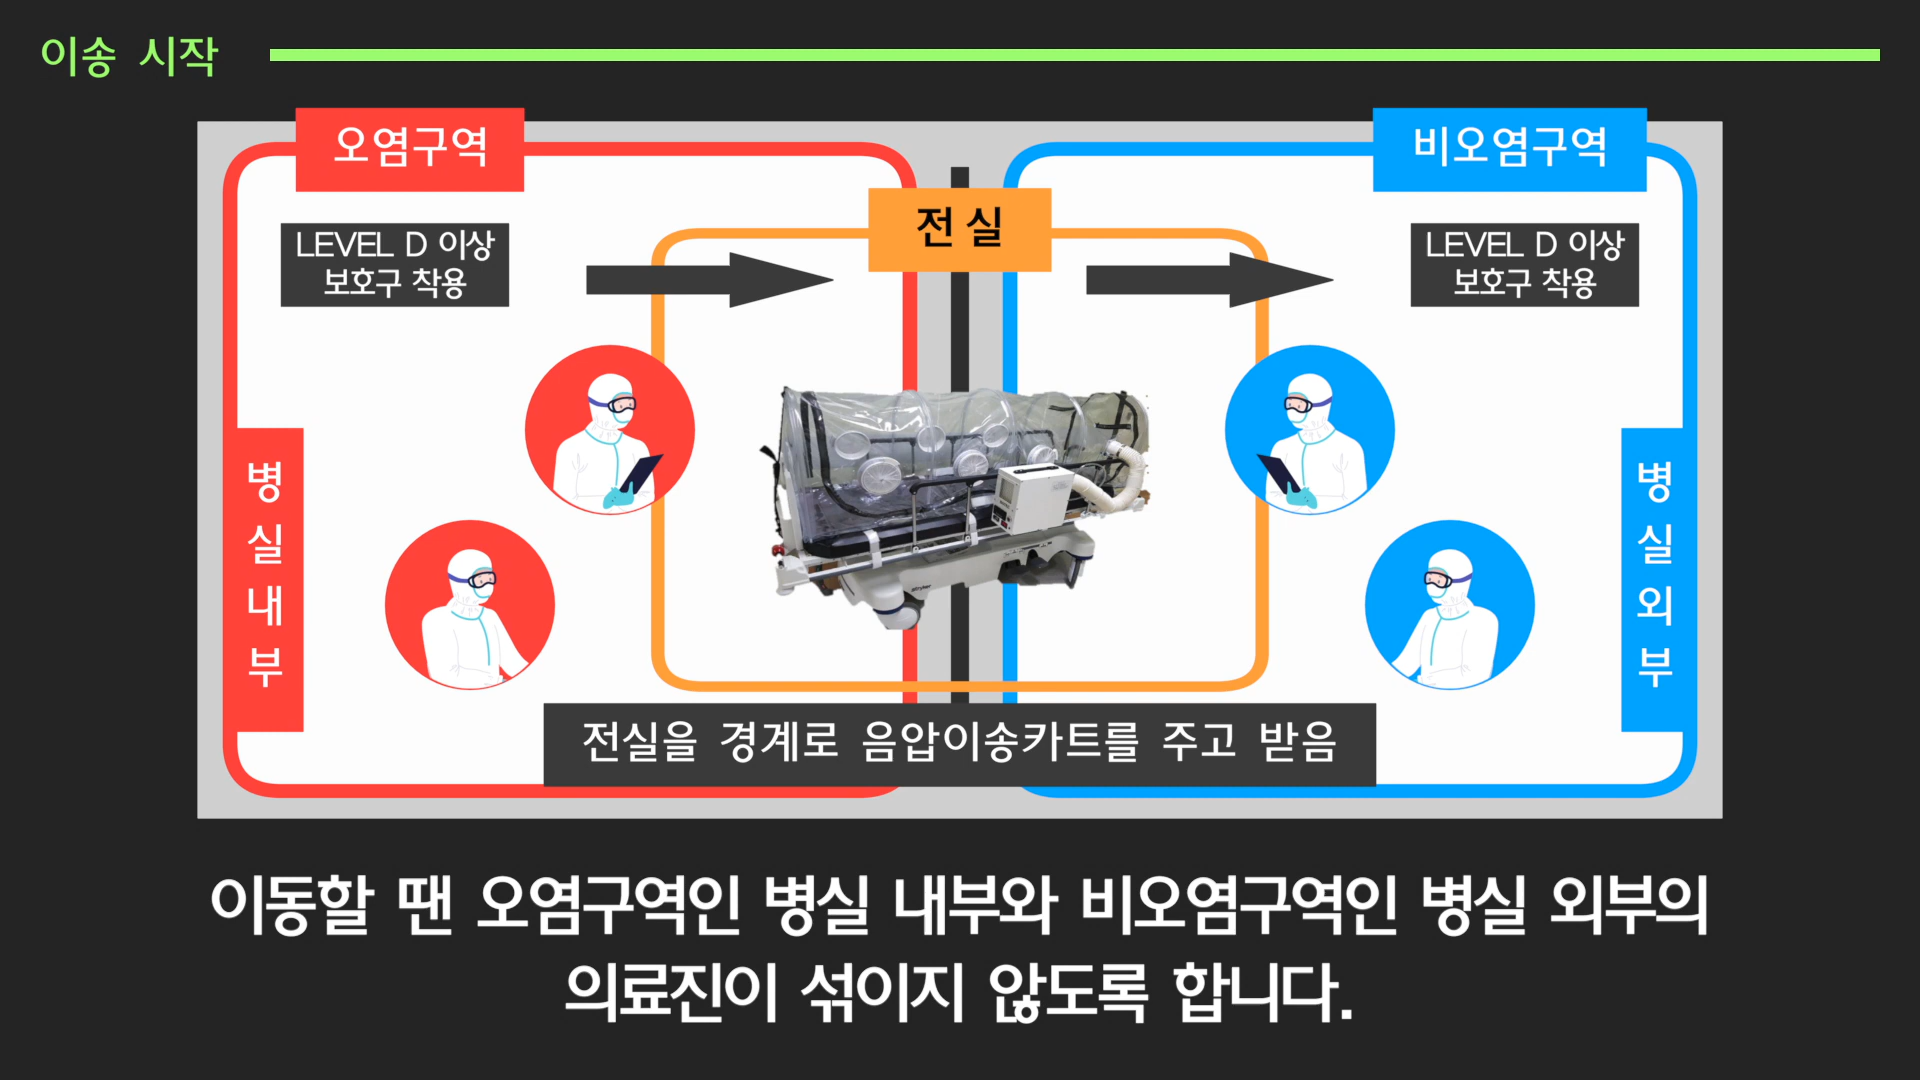 이송 시작
오염구역
비오염구역
전 실
LEVEL D 이상
보호구 착용
LEVEL D 이상
보호구 착용
병실내부
병실외부
stryker
전실을 경계로 음압이송카트를 주고 받음
이동할 땐 오염구역인 병실 내부와 비오염구역인 병실 외부의
의료진이 섞이지 않도록 합니다.